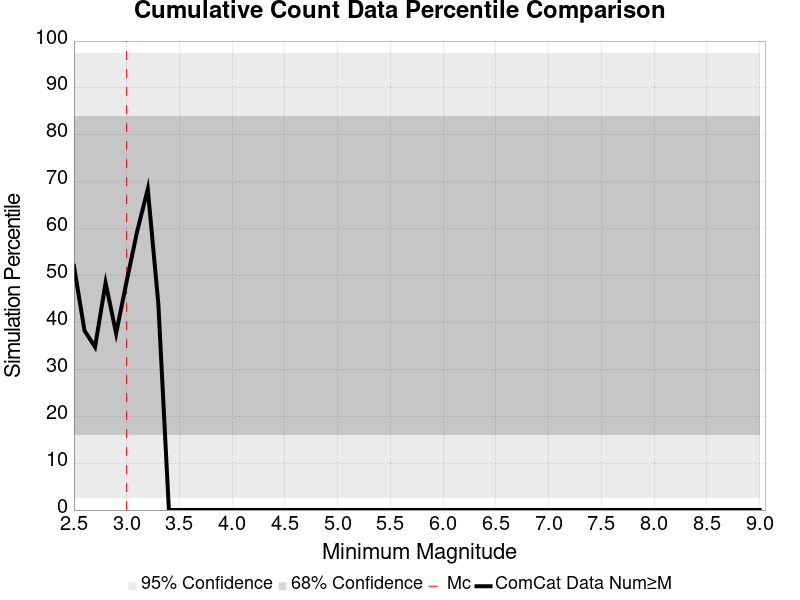 Cumulative Count Data Percentile Comparison
100
90
80
70
60
50
40
30
20
10
0
Simulation Percentile
2.5 3.0 3.5 4.0 4.5 5.0 5.5 6.0 6.5 7.0 7.5 8.0 8.5 9.0
Minimum Magnitude
95% Confidence 68% Confidence Mc ComCat Data Num≥M